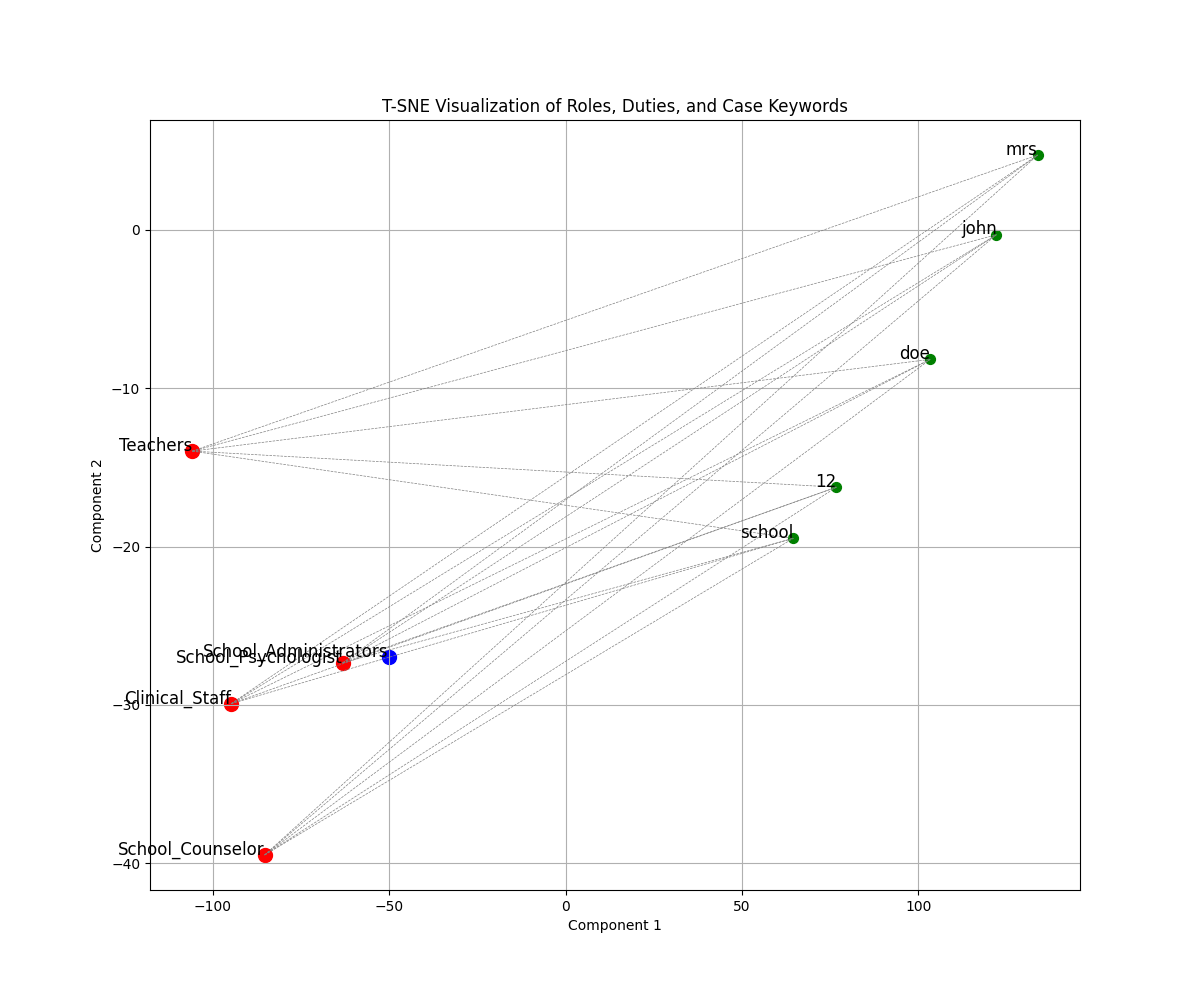 T-SNE Visualization of Roles, Duties, and Case Keywords
mrs
john
0
doe
−10
Teachers
12
school
−20
School_Administrators
School_Psychologist
Clinical_Staff
−30
School_Counselor
−40
−100
−50
0
50
100
Component 1
Component 2